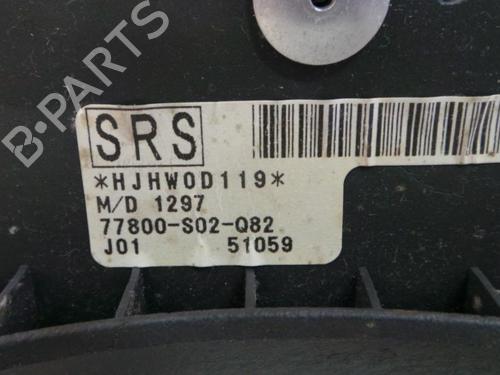 B-PARTS
SRS
*HJHW0D119*
M/D 1297
77800-S02-Q82
J01 51059